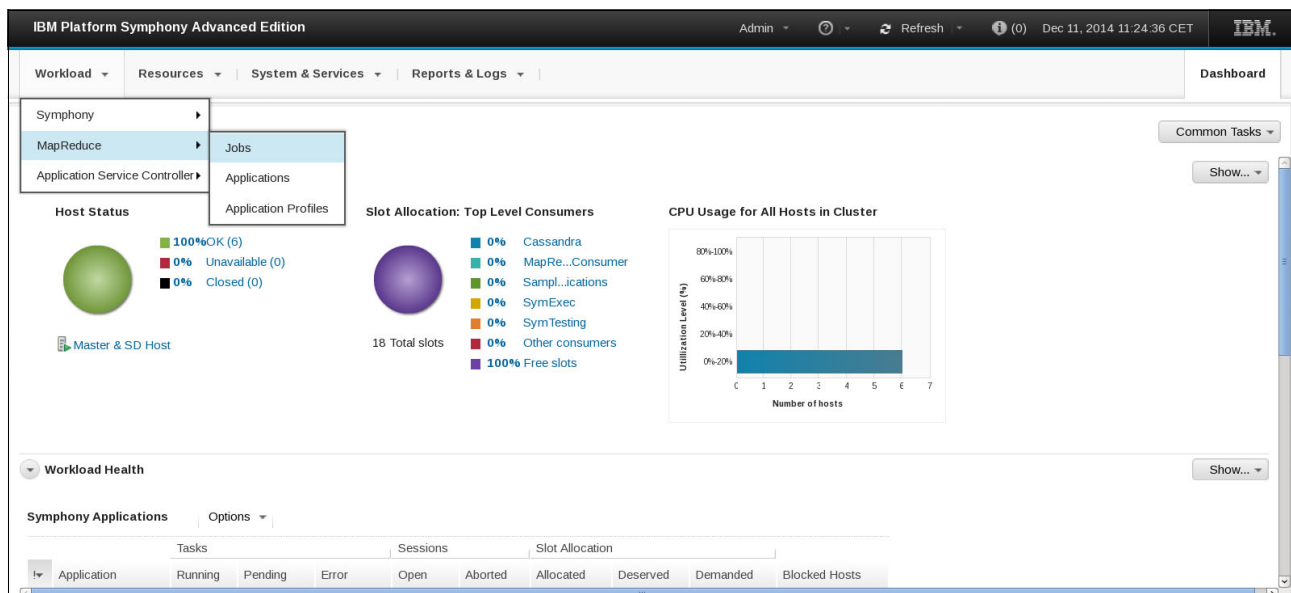 IBM Platform Symphony Advanced Edition
Admin
?
Refresh
(0)
Dec 11, 2014 11:24:36 CET
IBM.
Workload
Resources
System & Services
Reports & Logs
Dashboard
Symphony
MapReduce
Application Service Controller
Jobs
Applications
Application Profiles
Common Tasks
Show...
Host Status
100% OK (6)
0% Unavailable (0)
0% Closed (0)
Master & SD Host
Slot Allocation: Top Level Consumers
18 Total slots
0% Cassandra
0% MapRe...Consumer
0% Sampl...ications
0% SymExec
0% SymTesting
0% Other consumers
100% Free slots
CPU Usage for All Hosts in Cluster
Utillization Level (%)
80%-100%
60%-80%
40%-60%
20%-40%
0%-20%
0 1 2 3 4 5 6 7
Number of hosts
Workload Health
Show...
Symphony Applications
Options
Tasks Sessions Slot Allocation
! Application Running Pending Error Open Aborted Allocated Deserved Demanded Blocked Hosts